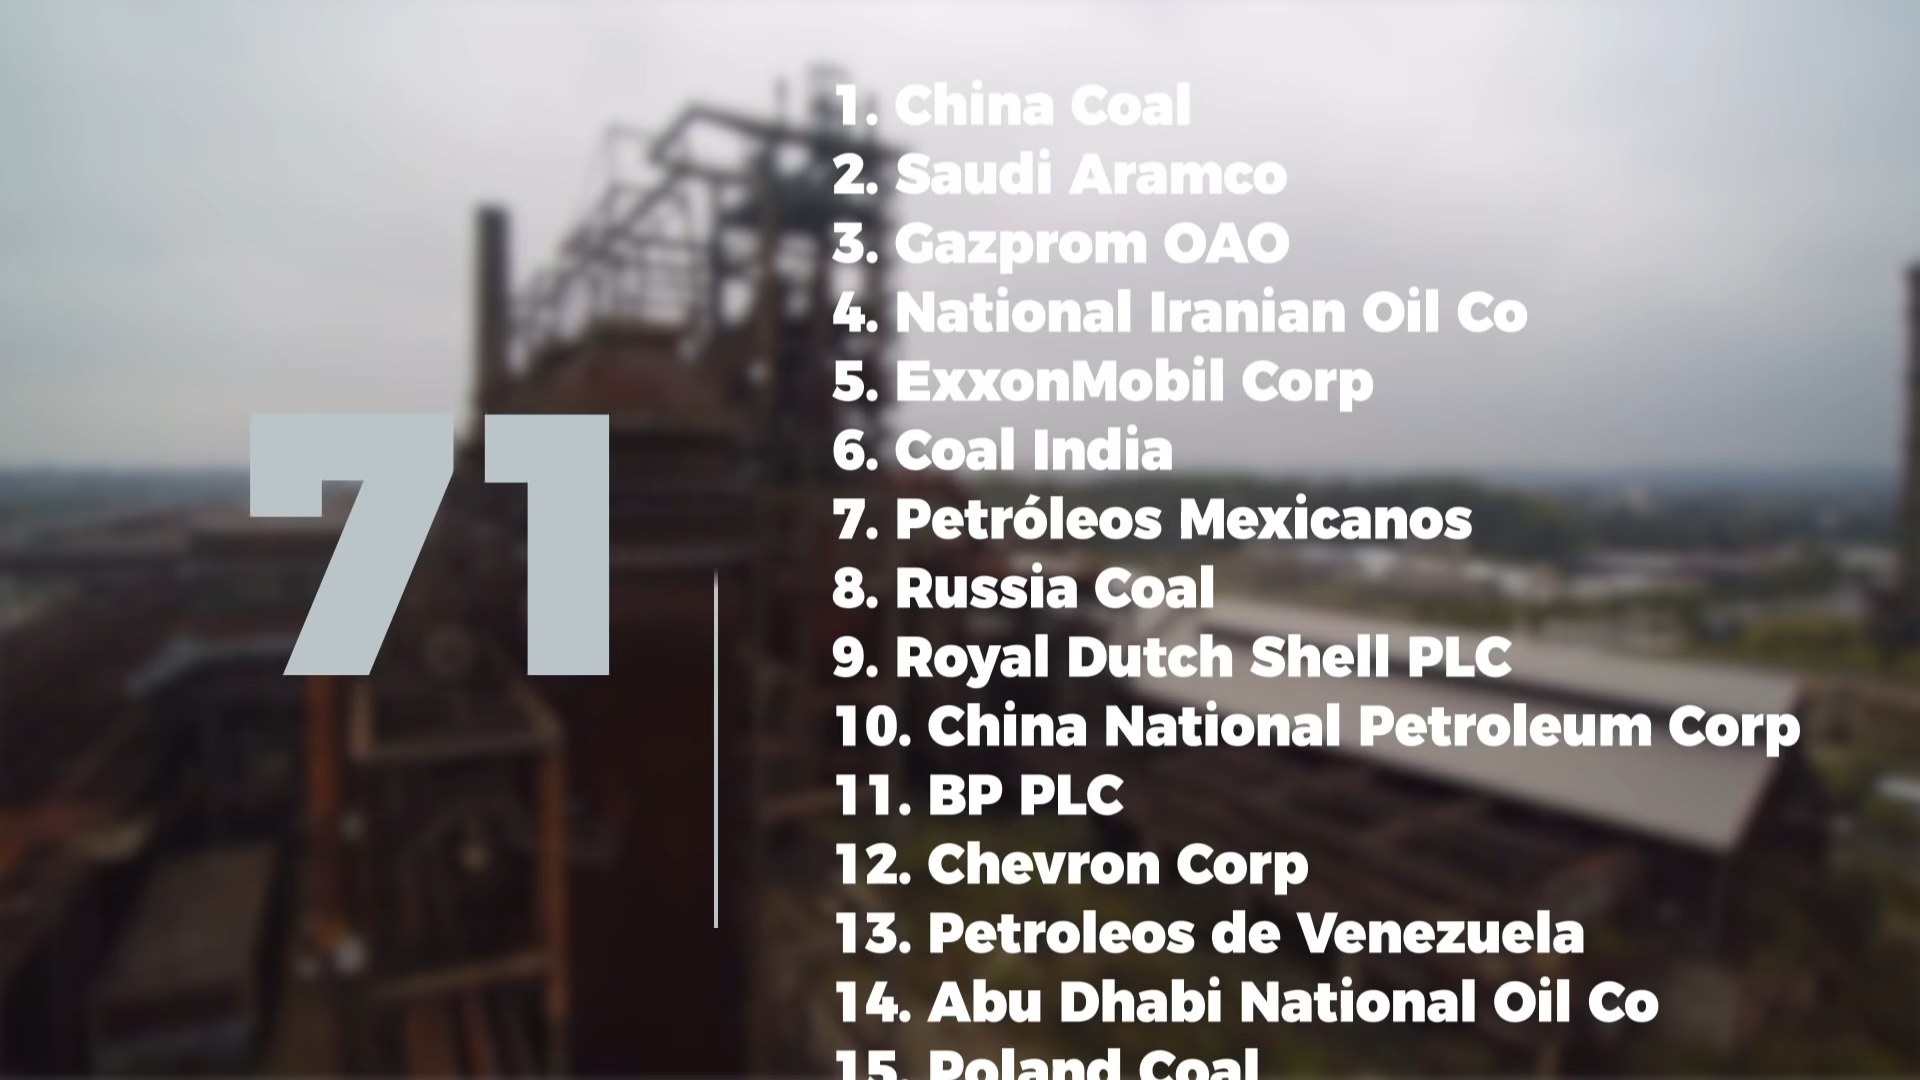 71
1. China Coal
2. Saudi Aramco
3. Gazprom OAO
4. National Iranian Oil Co
5. ExxonMobil Corp
6. Coal India
7. Petróleos Mexicanos
8. Russia Coal
9. Royal Dutch Shell PLC
10. China National Petroleum Corp
11. BP PLC
12. Chevron Corp
13. Petroleos de Venezuela
14. Abu Dhabi National Oil Co
15. Poland Coal